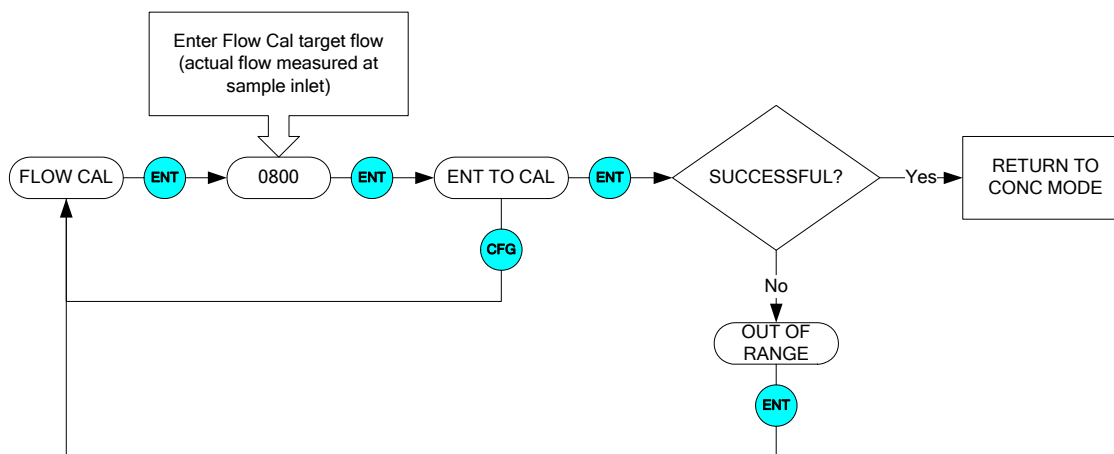 Enter Flow Cal target flow
(actual flow measured at
sample inlet)
FLOW CAL
ENT
0800
ENT
ENT TO CAL
ENT
SUCCESSFUL?
Yes
RETURN TO
CONC MODE
CFG
No
OUT OF
RANGE
ENT